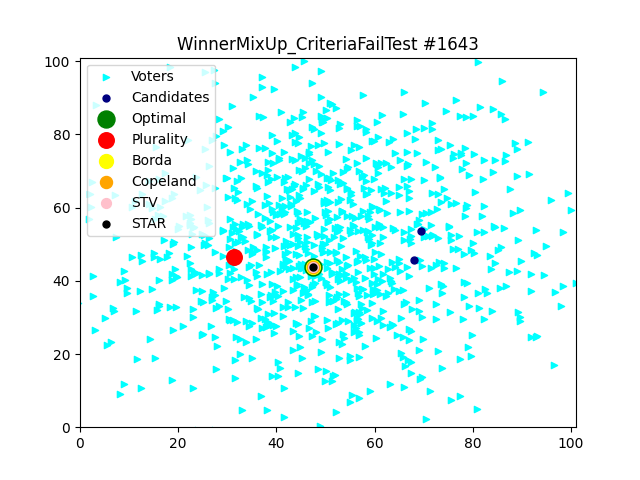 WinnerMixUp_CriteriaFailTest #1643
Voters
Candidates
Optimal
Plurality
Borda
Copeland
STV
STAR
100
80
60
40
20
0
0 20 40 60 80 100